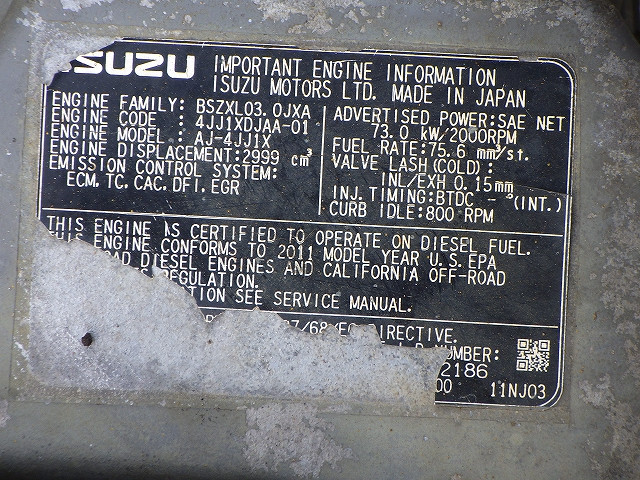 ISUZU IMPORTANT ENGINE INFORMATION
ISUZU MOTORS LTD. MADE IN JAPAN
ENGINE FAMILY: BSZXL03.0JXA
ENGINE CODE : 4JJ1XDJAA-01
ENGINE MODEL : AJ-4JJ1X
ENGINE DISPLACEMENT:2999 cm³
EMISSION CONTROL SYSTEM:
ECM, TC, CAC, DFI, EGR
ADVERTISED POWER:SAE NET
73.0 kW/2000RPM
FUEL RATE:75.6 mm³/st.
VALVE LASH(COLD):
INL/EXH 0.15mm
INJ. TIMING:BTDC -°(INT.)
CURB IDLE:800 RPM
THIS ENGINE IS CERTIFIED TO OPERATE ON DIESEL FUEL.
THIS ENGINE CONFORMS TO 2011 MODEL YEAR U.S.EPA
ROAD DIESEL ENGINES AND CALIFORNIA OFF-ROAD
REGULATION.
SEE SERVICE MANUAL.
DIRECTIVE.
NUMBER:
2186
00 11NJ03